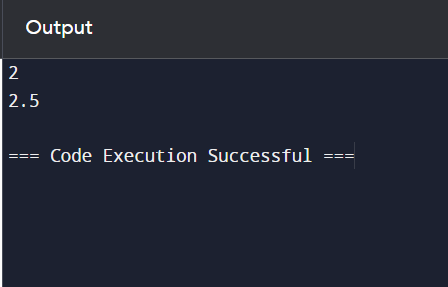 Output
2
2.5
=== Code Execution Successful ===